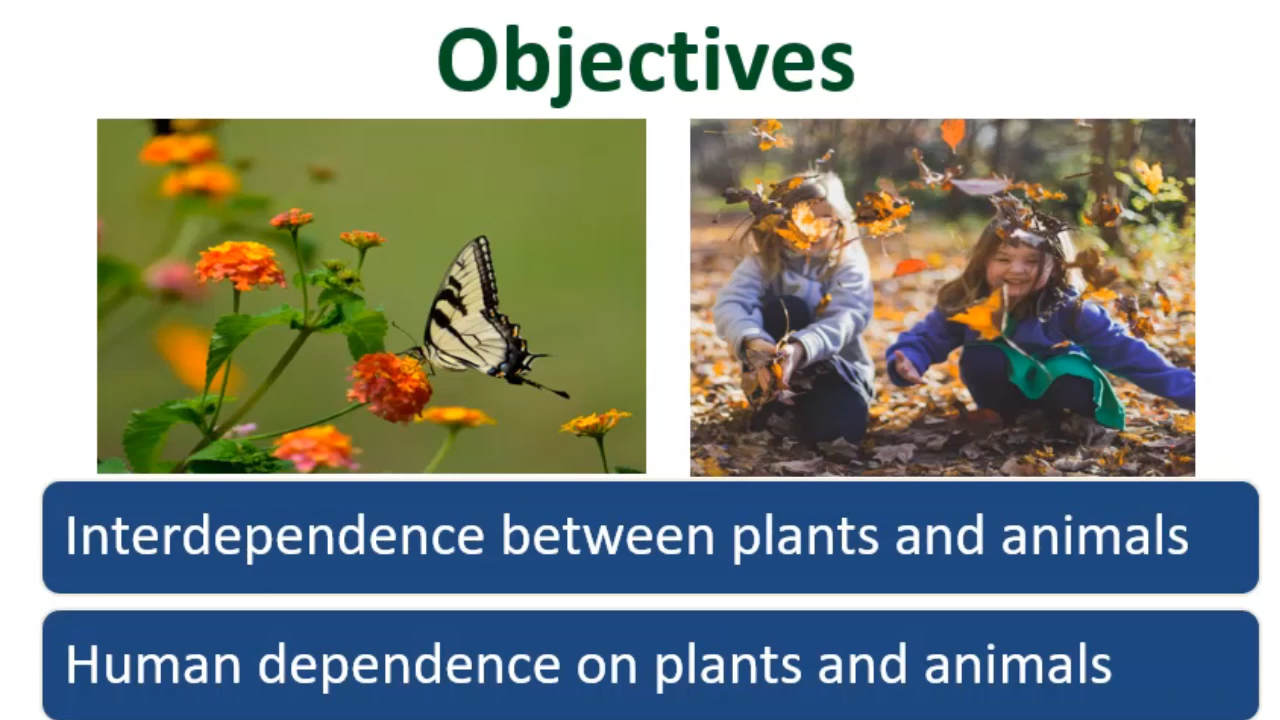 Objectives
Interdependence between plants and animals
Human dependence on plants and animals